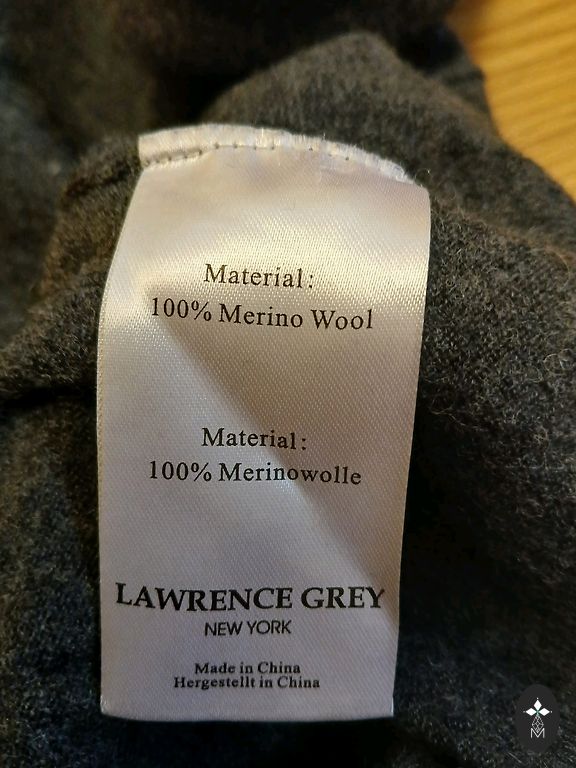 Material:
100% Merino Wool
Material:
100% Merinowolle
LAWRENCE GREY
NEW YORK
Made in China
Hergestellt in China
M